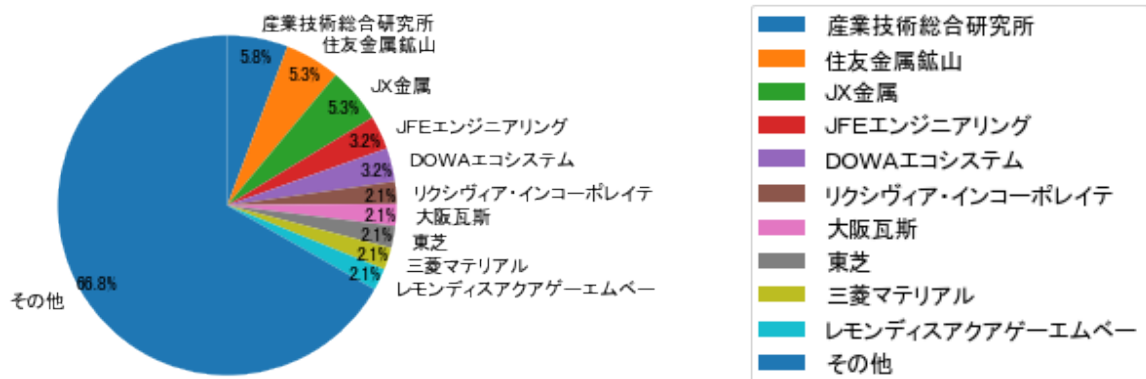 産業技術総合研究所
住友金属鉱山
JX金属
JFEエンジニアリング
DOWAエコシステム
リクシヴィア・インコーポレイテ
大阪瓦斯
東芝
三菱マテリアル
レモンディスアクアゲーエムベー
その他
5.8%
5.3%
5.3%
3.2%
3.2%
2.1%
2.1%
2.1%
2.1%
2.1%
66.8%
産業技術総合研究所
住友金属鉱山
JX金属
JFEエンジニアリング
DOWAエコシステム
リクシヴィア・インコーポレイテ
大阪瓦斯
東芝
三菱マテリアル
レモンディスアクアゲーエムベー
その他